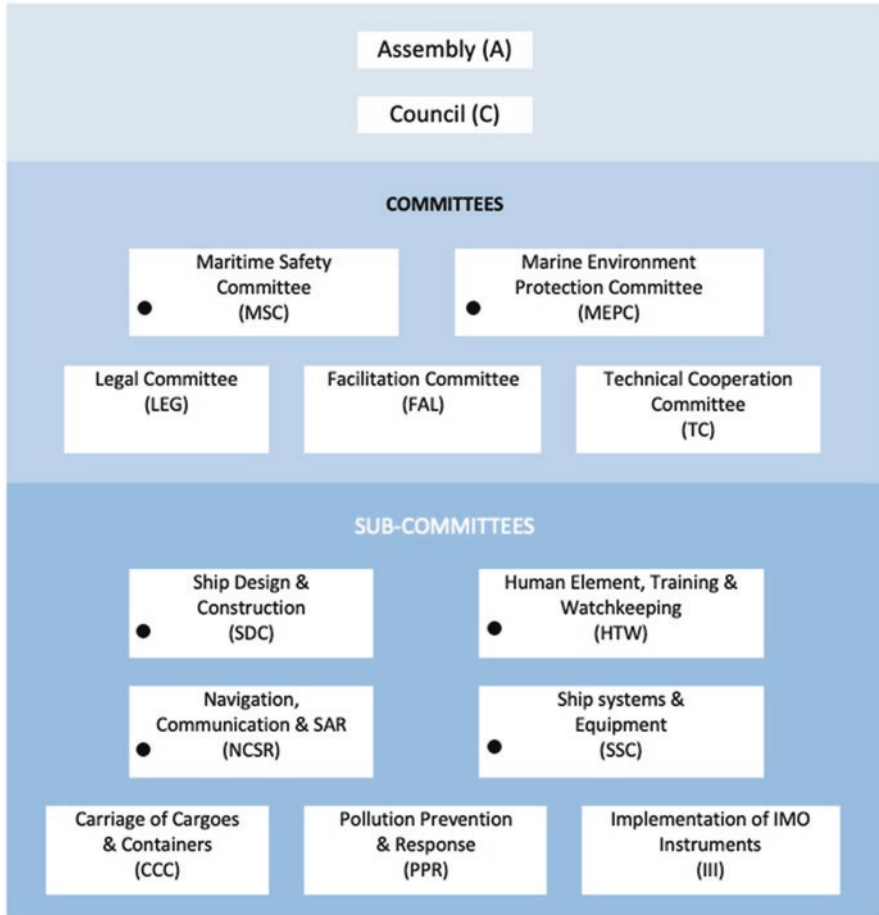 Assembly (A)
Council (C)
COMMITTEES
Maritime Safety
Committee
(MSC)
Marine Environment
Protection Committee
(MEPC)
Legal Committee
(LEG)
Facilitation Committee
(FAL)
Technical Cooperation
Committee
(TC)
SUB-COMMITTEES
Ship Design &
Construction
(SDC)
Human Element, Training &
Watchkeeping
(HTW)
Navigation,
Communication & SAR
(NCSR)
Ship systems &
Equipment
(SSC)
Carriage of Cargoes
& Containers
(CCC)
Pollution Prevention
& Response
(PPR)
Implementation of IMO
Instruments
(III)